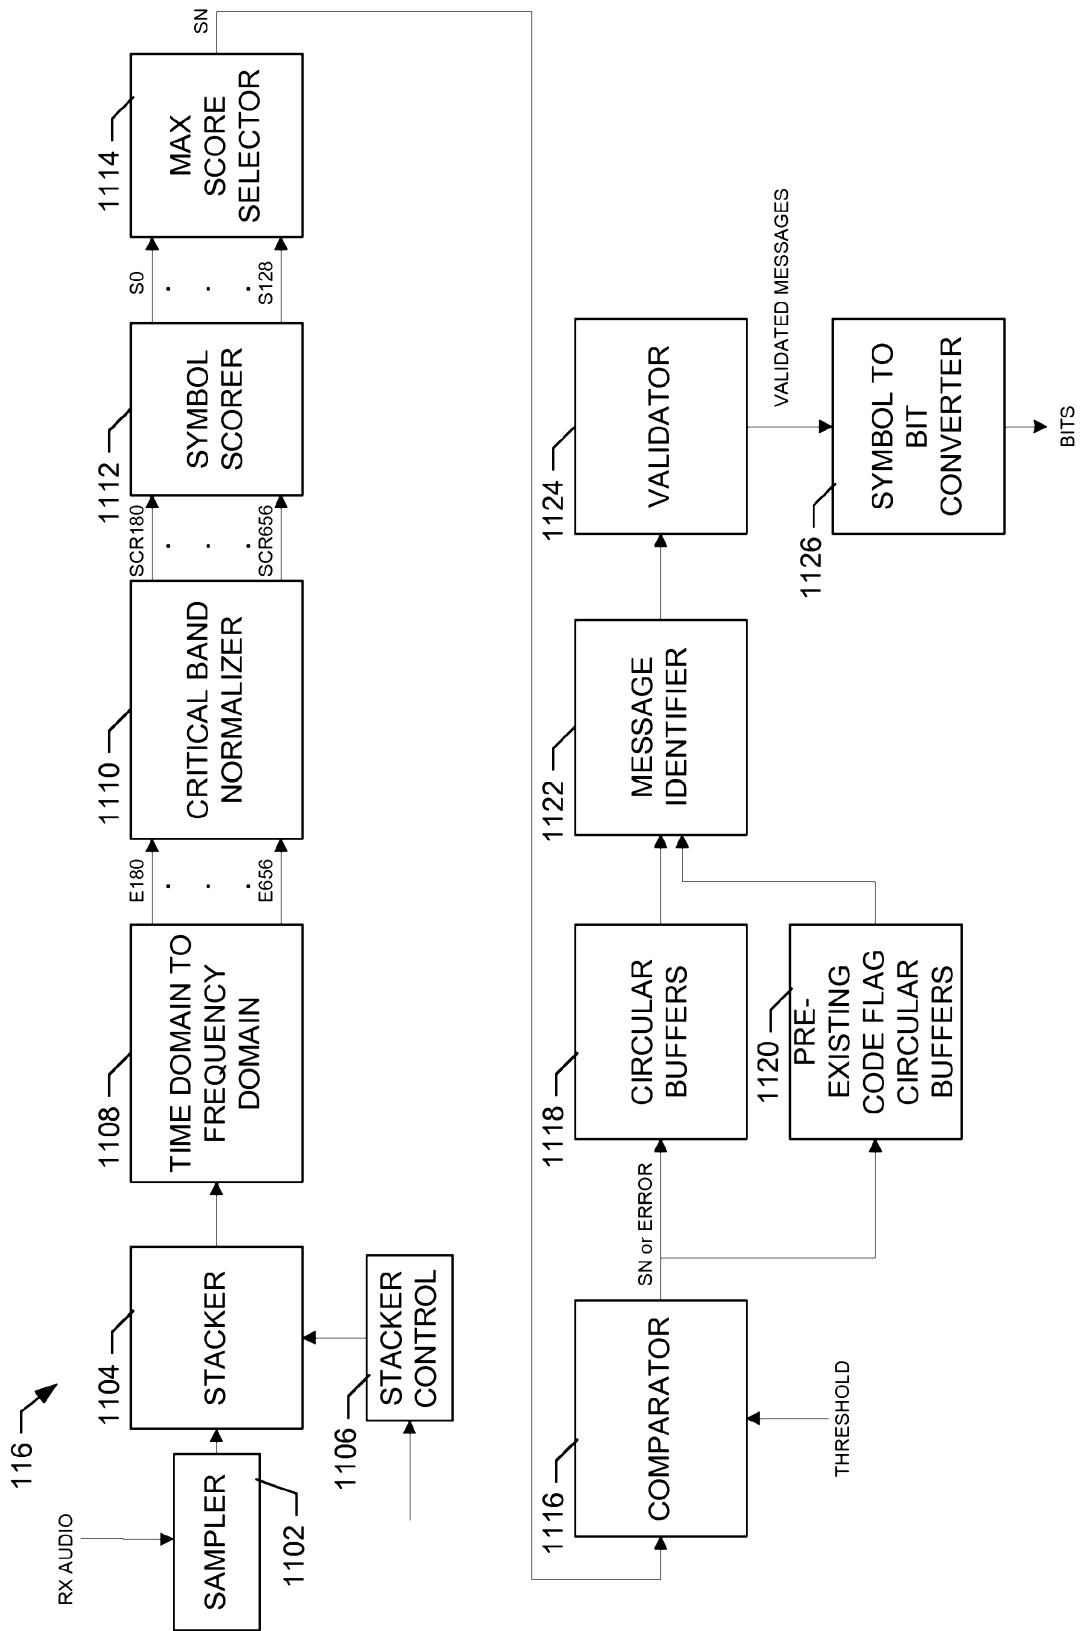 116
RX AUDIO
SAMPLER
1102
1104
STACKER
1106
STACKER
CONTROL
1108
TIME DOMAIN TO
FREQUENCY
DOMAIN
E180
.
.
.
E656
1110
CRITICAL BAND
NORMALIZER
SCR180
.
.
.
SCR656
1112
SYMBOL
SCORER
S0
.
.
.
S128
1114
MAX
SCORE
SELECTOR
SN
1116
COMPARATOR
THRESHOLD
SN or ERROR
1118
CIRCULAR
BUFFERS
1120
PRE-
EXISTING
CODE FLAG
CIRCULAR
BUFFERS
1122
MESSAGE
IDENTIFIER
1124
VALIDATOR
VALIDATED MESSAGES
1126
SYMBOL TO
BIT
CONVERTER
BITS